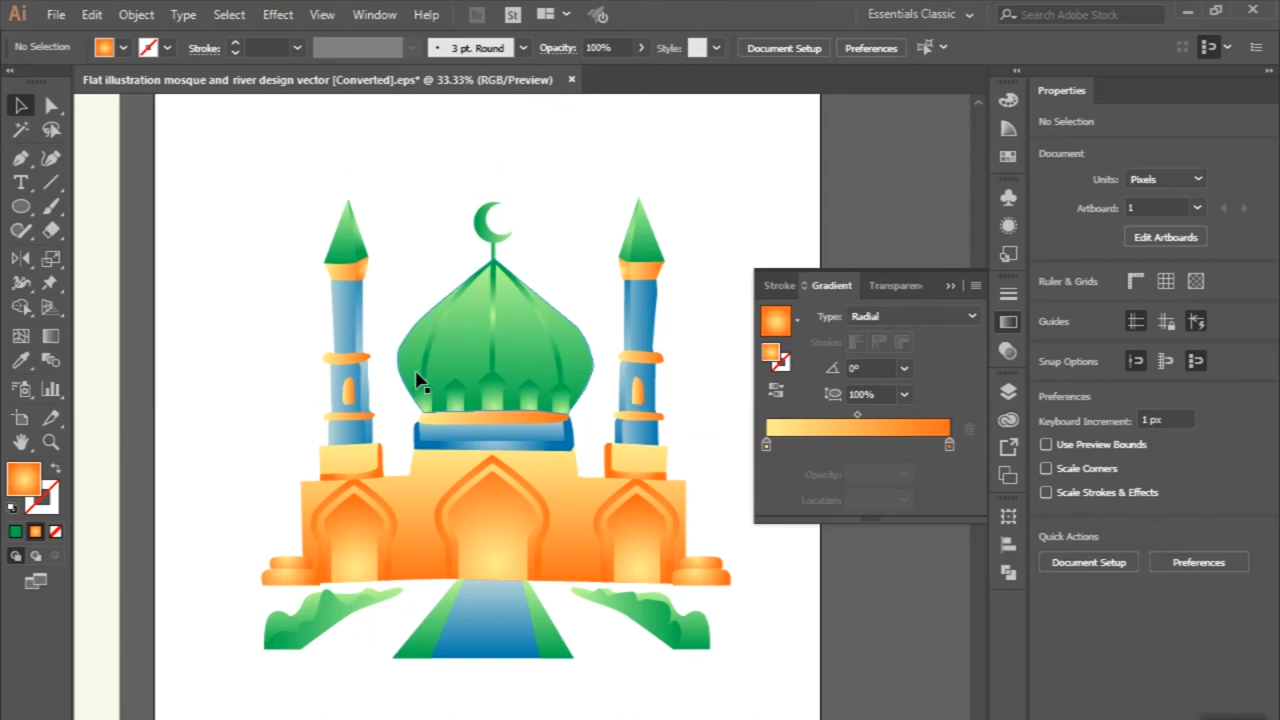 Ai File Edit Object Type Select Effect View Window Help Br St Essentials Classic Search Adobe Stock
No Selection Stroke: 3 pt. Round Opacity: 100% Style: Document Setup Preferences
Flat illustration mosque and river design vector [Converted].eps* @ 33.33% (RGB/Preview)
Properties
No Selection
Document
Units: Pixels
Artboard: 1
Edit Artboards
Ruler & Grids
Guides
Snap Options
Preferences
Keyboard Increment: 1 px
Use Preview Bounds
Scale Corners
Scale Strokes & Effects
Quick Actions
Document Setup Preferences
Stroke Gradient Transparen
Type: Radial
Stroke:
0°
100%
Opacity:
Location: